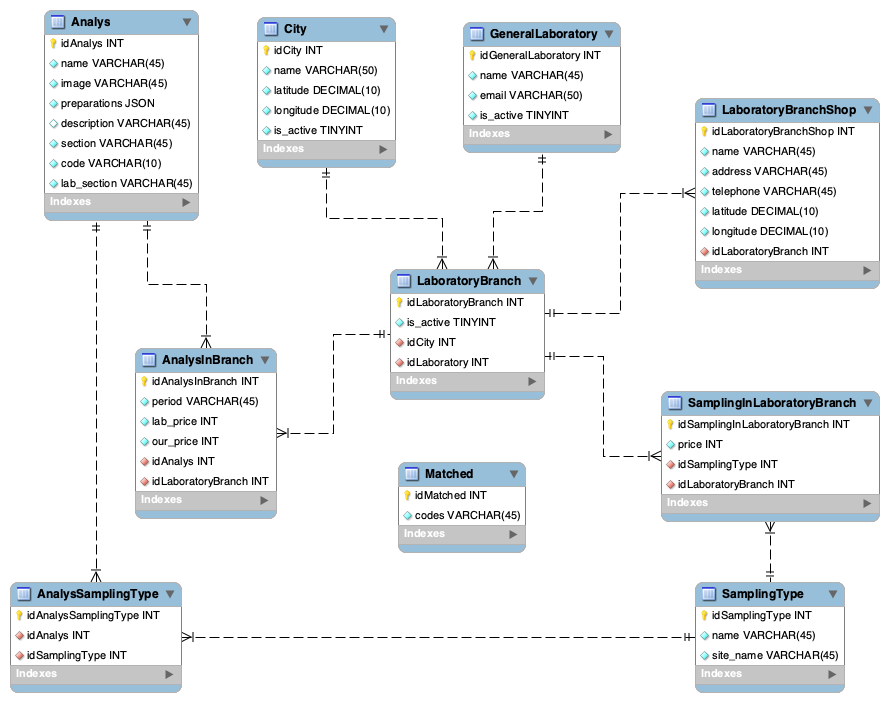 Analys
idAnalys INT
name VARCHAR(45)
image VARCHAR(45)
preparations JSON
description VARCHAR(45)
section VARCHAR(45)
code VARCHAR(10)
lab_section VARCHAR(45)
Indexes
City
idCity INT
name VARCHAR(50)
latitude DECIMAL(10)
longitude DECIMAL(10)
is_active TINYINT
Indexes
GeneralLaboratory
idGeneralLaboratory INT
name VARCHAR(45)
email VARCHAR(50)
is_active TINYINT
Indexes
LaboratoryBranchShop
idLaboratoryBranchShop INT
name VARCHAR(45)
address VARCHAR(45)
telephone VARCHAR(45)
latitude DECIMAL(10)
longitude DECIMAL(10)
idLaboratoryBranch INT
Indexes
LaboratoryBranch
idLaboratoryBranch INT
is_active TINYINT
idCity INT
idLaboratory INT
Indexes
AnalysInBranch
idAnalysInBranch INT
period VARCHAR(45)
lab_price INT
our_price INT
idAnalys INT
idLaboratoryBranch INT
Indexes
SamplingInLaboratoryBranch
idSamplingInLaboratoryBranch INT
price INT
idSamplingType INT
idLaboratoryBranch INT
Indexes
Matched
idMatched INT
codes VARCHAR(45)
Indexes
AnalysSamplingType
idAnalysSamplingType INT
idAnalys INT
idSamplingType INT
Indexes
SamplingType
idSamplingType INT
name VARCHAR(45)
site_name VARCHAR(45)
Indexes